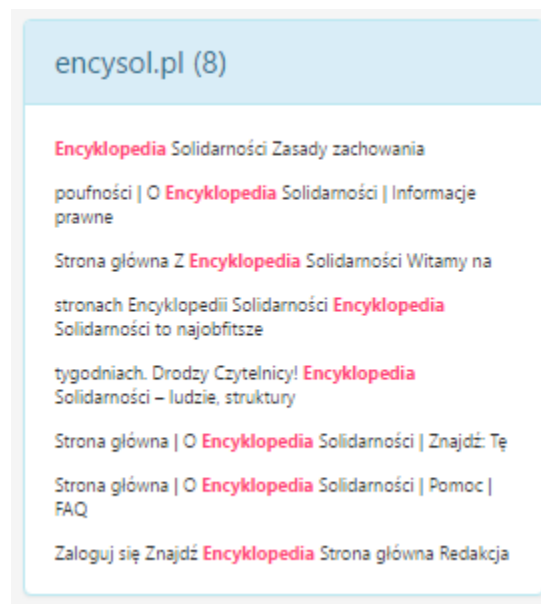 encysol.pl (8)
Encyklopedia Solidarności Zasady zachowania
poufności | O Encyklopedia Solidarności | Informacje
prawne
Strona główna Z Encyklopedia Solidarności Witamy na
stronach Encyklopedii Solidarności Encyklopedia
Solidarności to najobfitsze
tygodniach. Drodzy Czytelnicy! Encyklopedia
Solidarności – ludzie, struktury
Strona główna | O Encyklopedia Solidarności | Znajdź: Tę
Strona główna | O Encyklopedia Solidarności | Pomoc |
FAQ
Zaloguj się Znajdź Encyklopedia Strona główna Redakcja